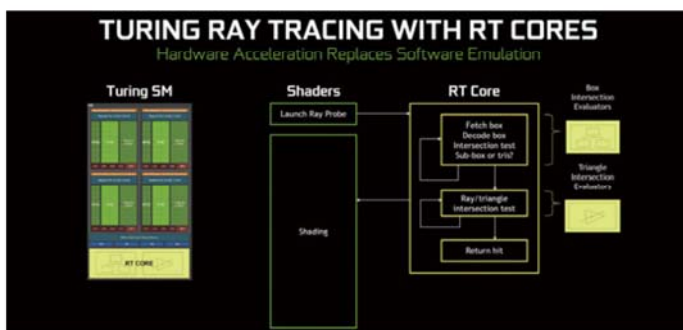 TURING RAY TRACING WITH RT CORES
Hardware Acceleration Replaces Software Emulation
Turing SM
Shaders
RT Core
Launch Ray Probe
Shading
Fetch box
Decode box
Intersection test
Sub-box or tris?
Ray/triangle
intersection test
Return hit
Box
Intersection
Evaluators
Triangle
Intersection
Evaluators
RT CORE